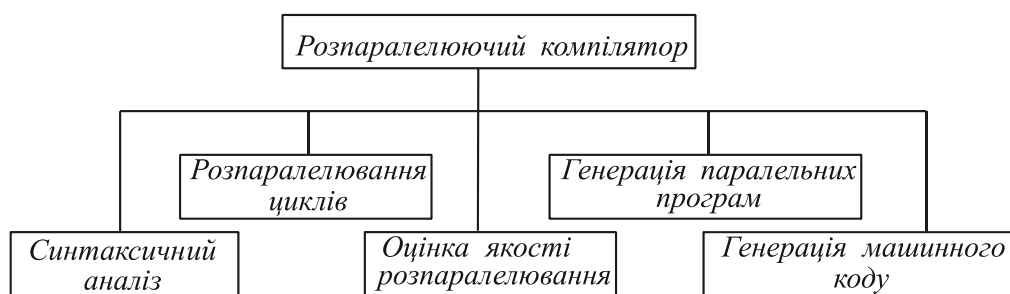 Розпаралелюючий компілятор
Розпаралелювання
циклів
Генерація паралельних
програм
Синтаксичний
аналіз
Оцінка якості
розпаралелювання
Генерація машинного
коду